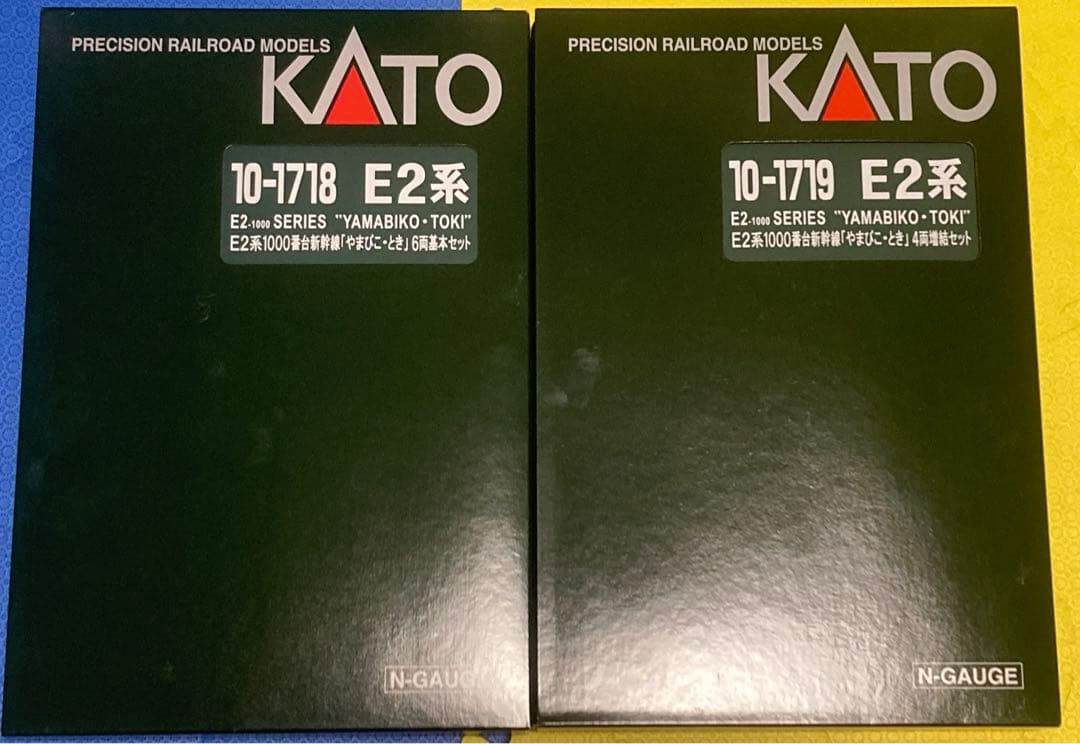 PRECISION RAILROAD MODELS
KATO
10-1718 E2系
E2-1000 SERIES "YAMABIKO・TOKI"
E2系1000番台新幹線「やまびこ・とき」6両基本セット
N-GAUGE
PRECISION RAILROAD MODELS
KATO
10-1719 E2系
E2-1000 SERIES "YAMABIKO・TOKI"
E2系1000番台新幹線「やまびこ・とき」4両増結セット
N-GAUGE